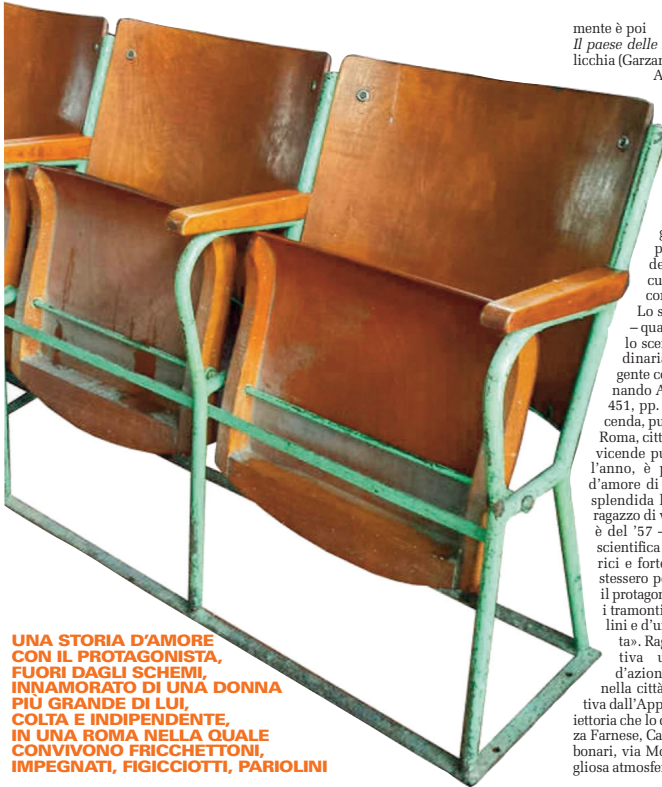 mente è poi
Il paese delle
licchia (Garzan
A
g
p
de
cu
con
Lo s
– qua
lo scen
dinaria
gente co
nando A
451, pp.
cenda, pu
Roma, citt
vicende pu
l'anno, è p
d'amore di
splendida
ragazzo di v
è del '57 –
scientifica
rici e forte
stessero pe
il protagon
i tramonti
lini e d'u
ta». Rag
tiva u
d'azion
nella città
tiva dall'App
iettoria che lo
za Farnese, Ca
bonari, via Mo
gliosa atmosfer
UNA STORIA D'AMORE
CON IL PROTAGONISTA,
FUORI DAGLI SCHEMI,
INNAMORATO DI UNA DONNA
PIÙ GRANDE DI LUI,
COLTA E INDIPENDENTE,
IN UNA ROMA NELLA QUALE
CONVIVONO FRICCHETTONI,
IMPEGNATI, FIGICCIOTTI, PARIOLINI